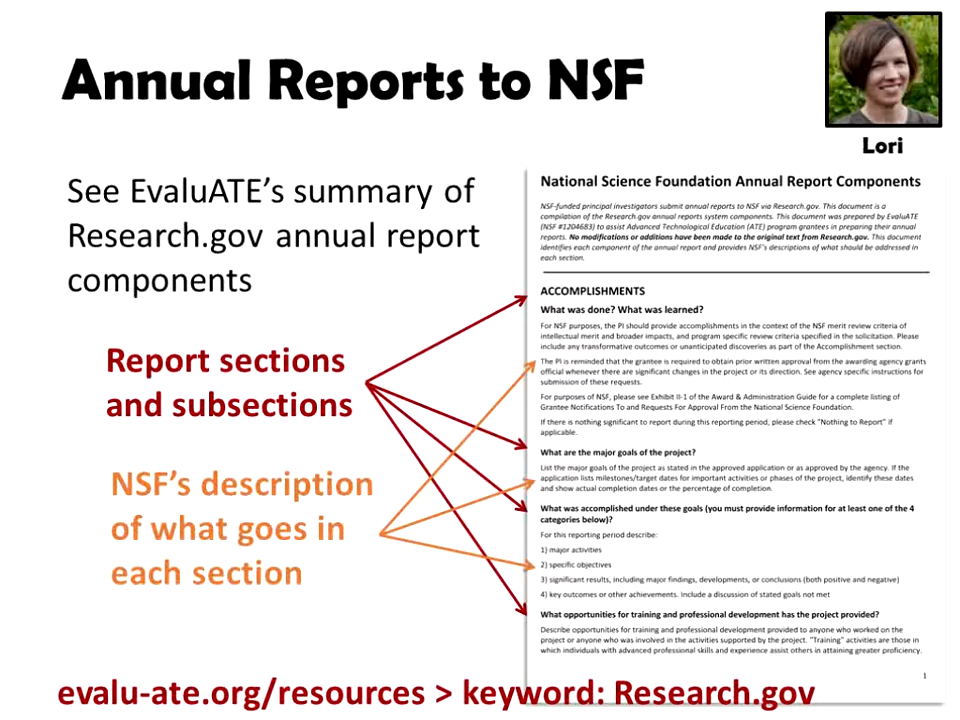 Annual Reports to NSF
Lori
See EvaluATE's summary of
Research.gov annual report
components
Report sections
and subsections
NSF's description
of what goes in
each section
National Science Foundation Annual Report Components
NSF-funded principal investigators submit annual reports to NSF via Research.gov. This document is a
compilation of the Research.gov annual reports system components. This document was prepared by EvaluATE
(NSF #1204683) to assist Advanced Technological Education (ATE) program grantees in preparing their annual
reports. No modifications or additions have been made to the original text from Research.gov. This document
identifies each component of the annual report and provides NSF's descriptions of what should be addressed in
each section.
ACCOMPLISHMENTS
What was done? What was learned?
For NSF purposes, the PI should provide accomplishments in the context of the NSF merit review criteria of
intellectual merit and broader impacts, and program specific review criteria specified in the solicitation. Please
include any transformative outcomes or unanticipated discoveries as part of the Accomplishment section.
The PI is reminded that the grantee is required to obtain prior written approval from the awarding agency grants
official whenever there are significant changes in the project or its direction. See agency specific instructions for
submission of these requests.
For purposes of NSF, please see Exhibit II-1 of the Award & Administration Guide for a complete listing of
Grantee Notifications To and Requests For Approval From the National Science Foundation.
If there is nothing significant to report during this reporting period, please check "Nothing to Report" if
applicable.
What are the major goals of the project?
List the major goals of the project as stated in the approved application or as approved by the agency. If the
application lists milestones/target dates for important activities or phases of the project, identify these dates
and show actual completion dates or the percentage of completion.
What was accomplished under these goals (you must provide information for at least one of the 4
categories below)?
For this reporting period describe:
1) major activities
2) specific objectives
3) significant results, including major findings, developments, or conclusions (both positive and negative)
4) key outcomes or other achievements. Include a discussion of stated goals not met
What opportunities for training and professional development has the project provided?
Describe opportunities for training and professional development provided to anyone who worked on the
project or anyone who was involved in the activities supported by the project. "Training" activities are those in
which individuals with advanced professional skills and experience assist others in attaining greater proficiency.
1
evalu-ate.org/resources > keyword: Research.gov